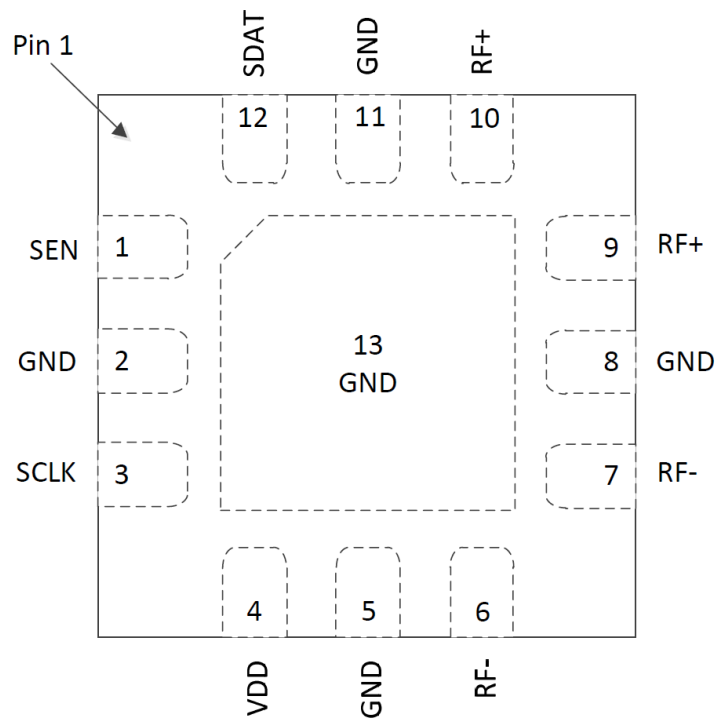 Pin 1
SDAT
GND
RF+
12
11
10
SEN
1
9
RF+
GND
2
13
GND
8
GND
SCLK
3
7
RF-
4
5
6
VDD
GND
RF-